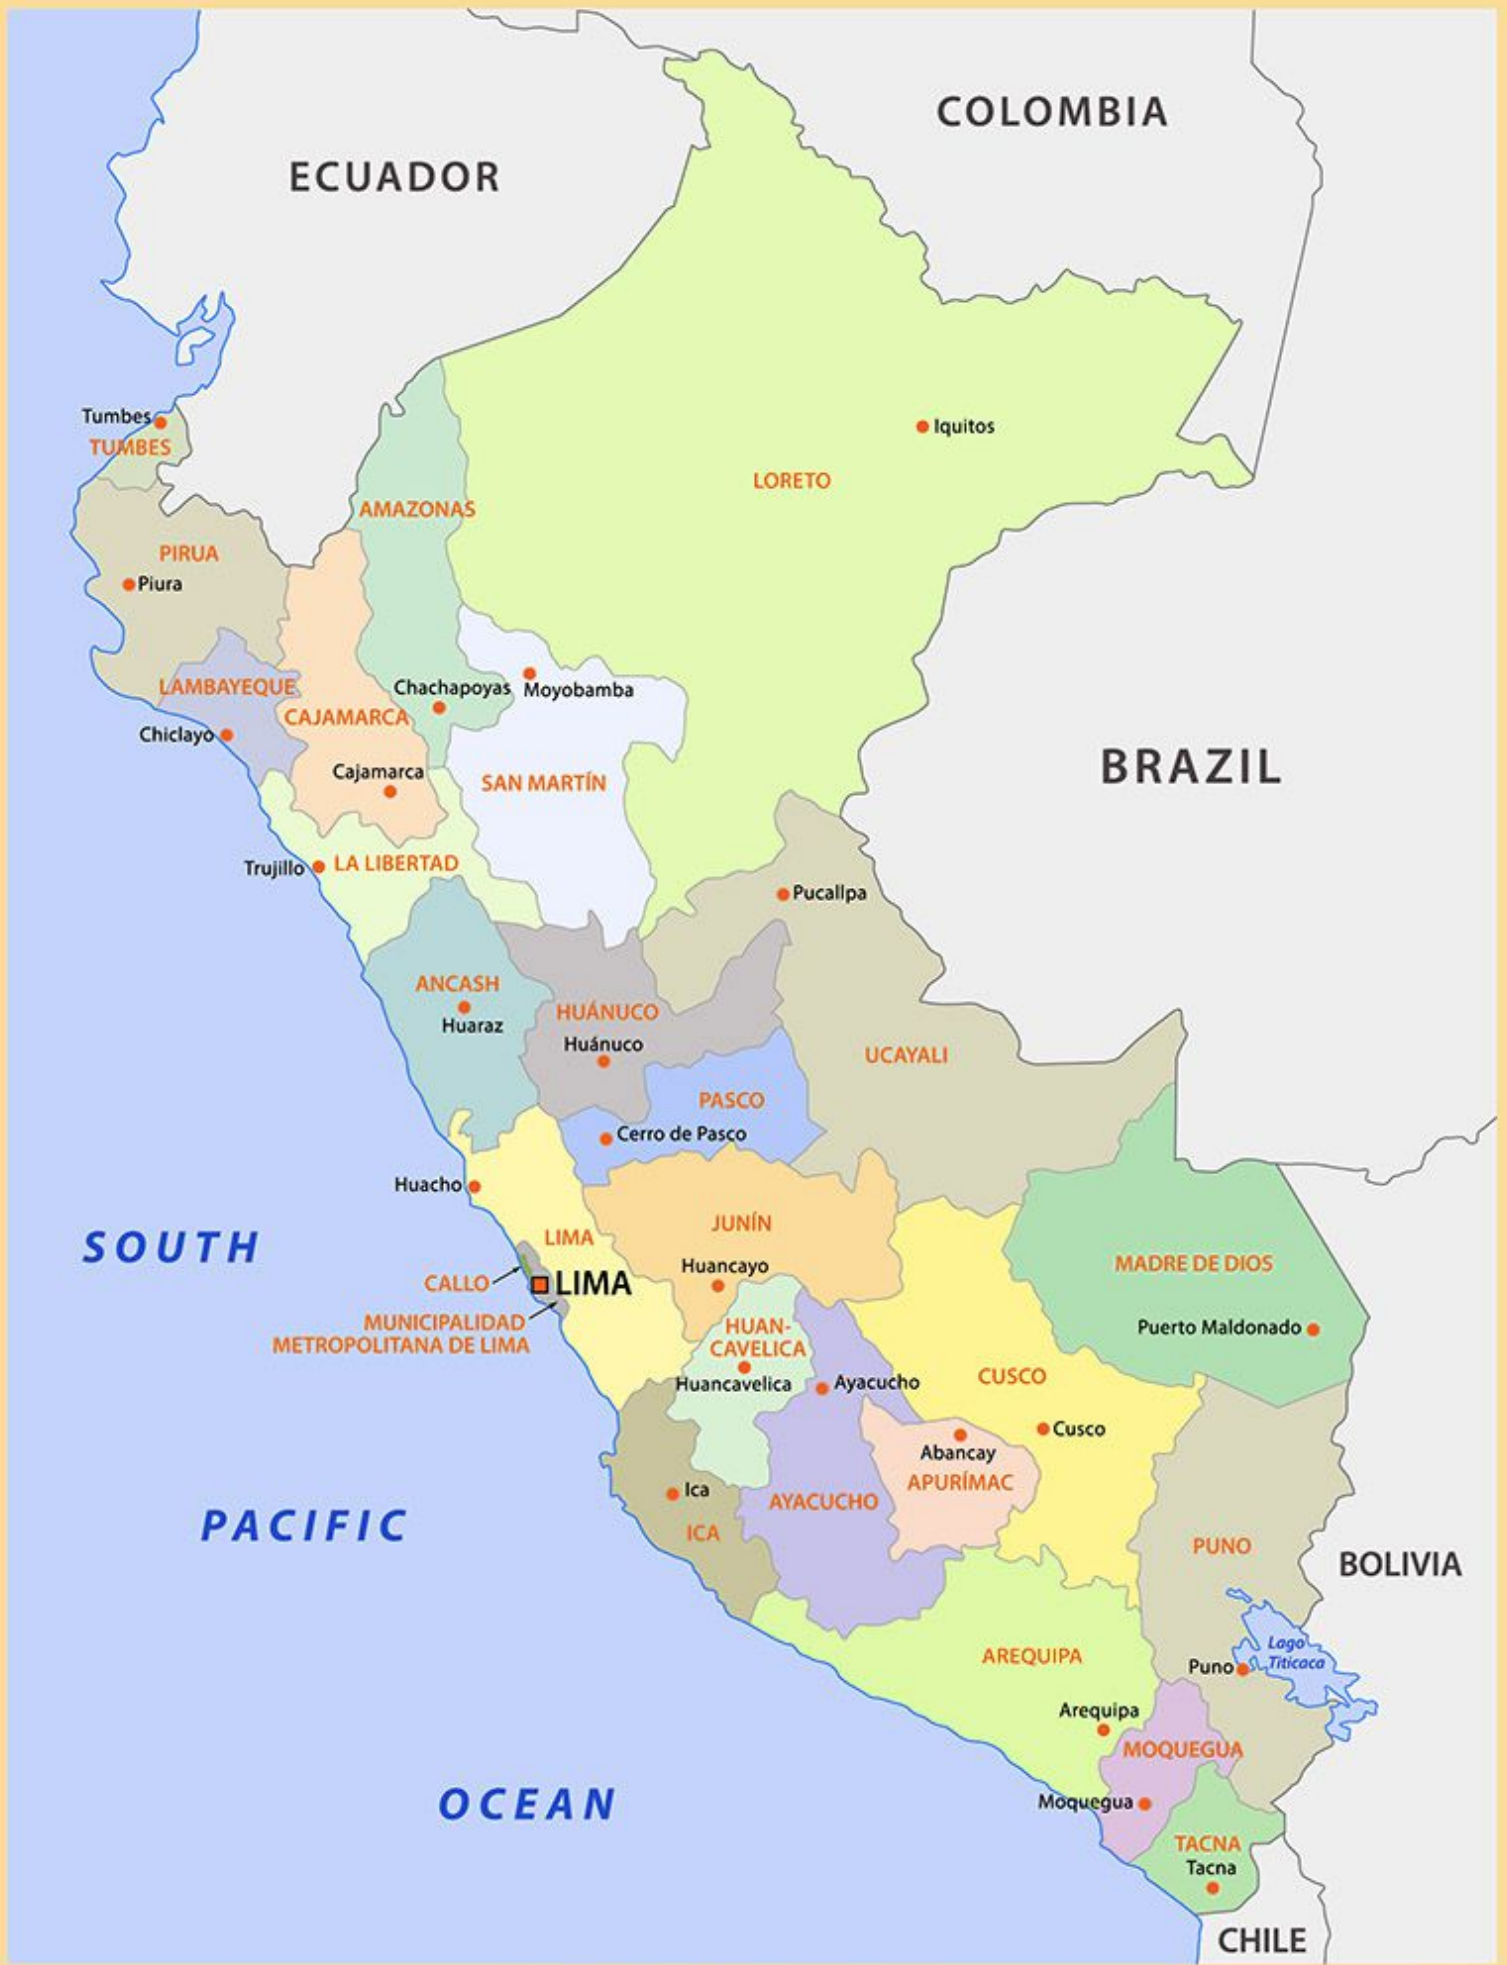 COLOMBIA
ECUADOR
Tumbes
TUMBES
Iquitos
LORETO
AMAZONAS
PIRUA
Piura
LAMBAYEQUE
Chachapoyas
Moyobamba
CAJAMARCA
Chiclayo
Cajamarca
SAN MARTÍN
BRAZIL
Trujillo
LA LIBERTAD
Pucallpa
ANCASH
Huaraz
HUÁNUCO
Huánuco
UCAYALI
PASCO
Cerro de Pasco
Huacho
SOUTH
LIMA
JUNÍN
Huancayo
MADRE DE DIOS
CALLO
LIMA
MUNICIPALIDAD
METROPOLITANA DE LIMA
HUAN-
CAVELICA
Huancavelica
Puerto Maldonado
Ayacucho
CUSCO
Cusco
Abancay
APURÍMAC
Ica
ICA
AYACUCHO
PACIFIC
PUNO
BOLIVIA
Lago
Titicaca
Puno
AREQUIPA
Arequipa
MOQUEGUA
Moquegua
OCEAN
TACNA
Tacna
CHILE